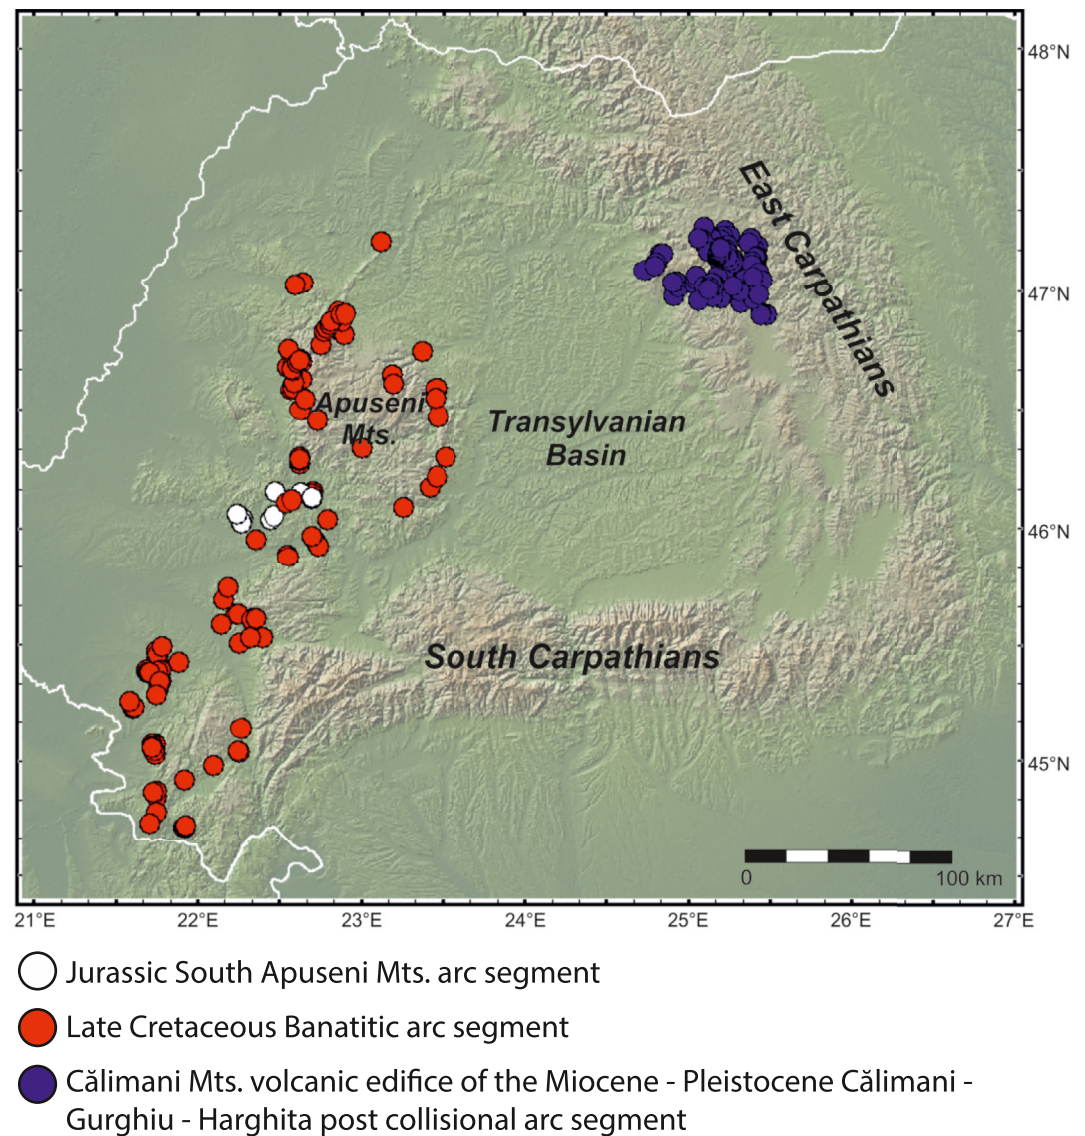 48°N
East Carpathians
47°N
Apuseni
Mts.
Transylvanian
Basin
46°N
South Carpathians
45°N
0
100 km
21°E
22°E
23°E
24°E
25°E
26°E
27°E
Jurassic South Apuseni Mts. arc segment
Late Cretaceous Banatitic arc segment
Călimani Mts. volcanic edifice of the Miocene - Pleistocene Călimani -
Gurghiu - Harghita post collisional arc segment